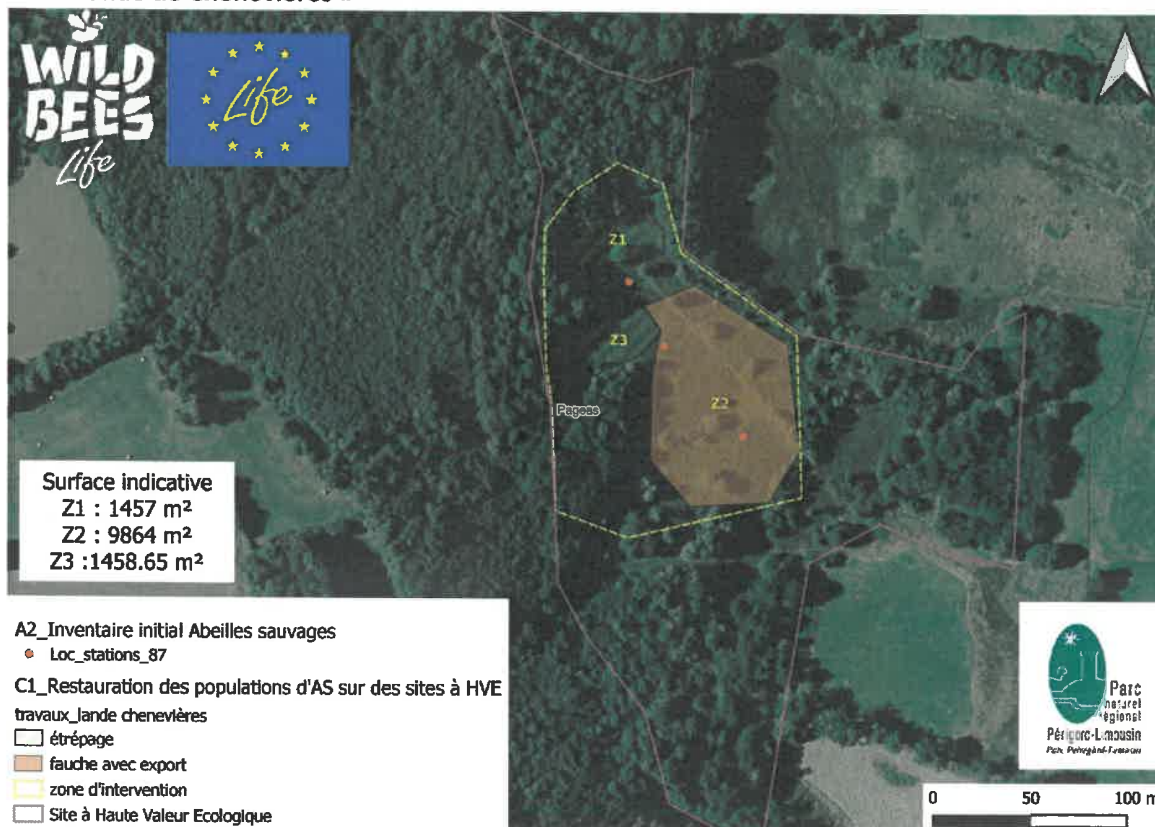 WILD
BEES
Life
Life
Z1
Z3
Z2
Pageas
Surface indicative
Z1 : 1457 m²
Z2 : 9864 m²
Z3 :1458.65 m²
A2_Inventaire initial Abeilles sauvages
Loc_stations_87
C1_Restauration des populations d'AS sur des sites à HVE
travaux_lande chenevières
étrépage
fauche avec export
zone d'intervention
Site à Haute Valeur Ecologique
Parc
naturel
régional
Périgord-Limousin
0 50 100 m